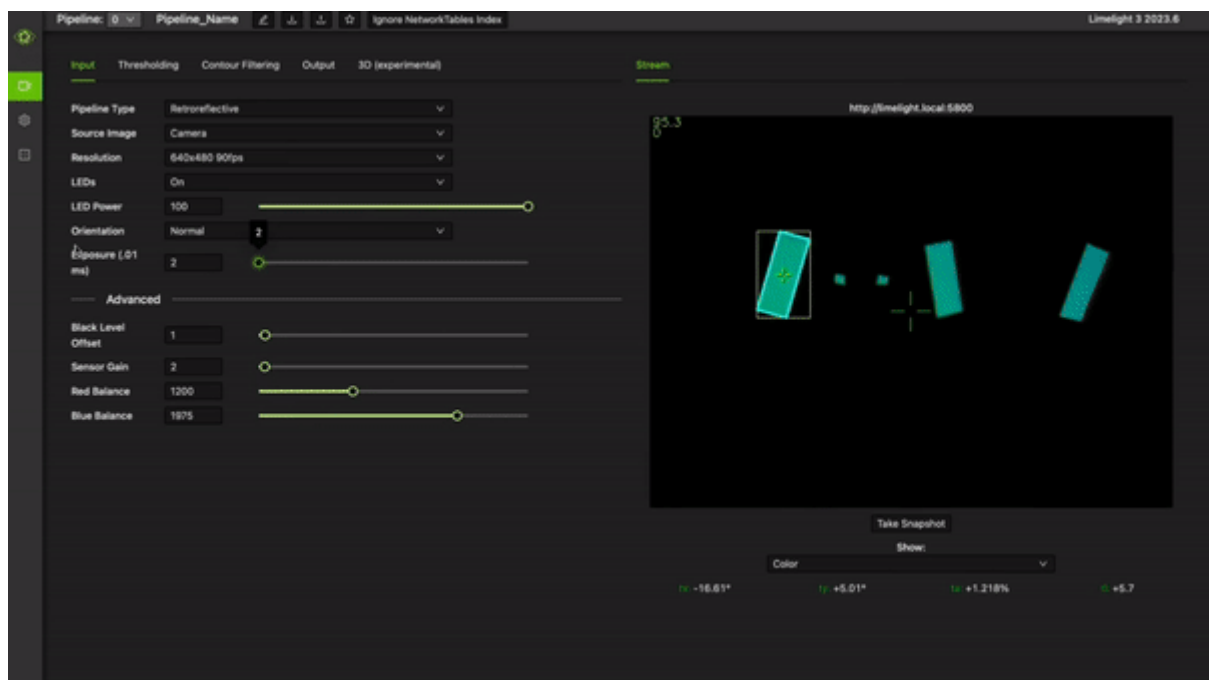 Pipeline: 0 Pipeline_Name Ignore NetworkTables Index Limelight 3 2023.6
Input Thresholding Contour Filtering Output 3D (experimental)
Pipeline Type Retroreflective
Source Image Camera
Resolution 640x480 90fps
LEDs On
LED Power 100
Orientation Normal
2
Exposure (.01
ms) 2
Advanced
Black Level
Offset 1
Sensor Gain 2
Red Balance 1200
Blue Balance 1975
Stream
http://limelight.local:5800
95.3
0
Take Snapshot
Show:
Color
tx: -16.61° ty: +5.01° ta: +1.218% +5.7